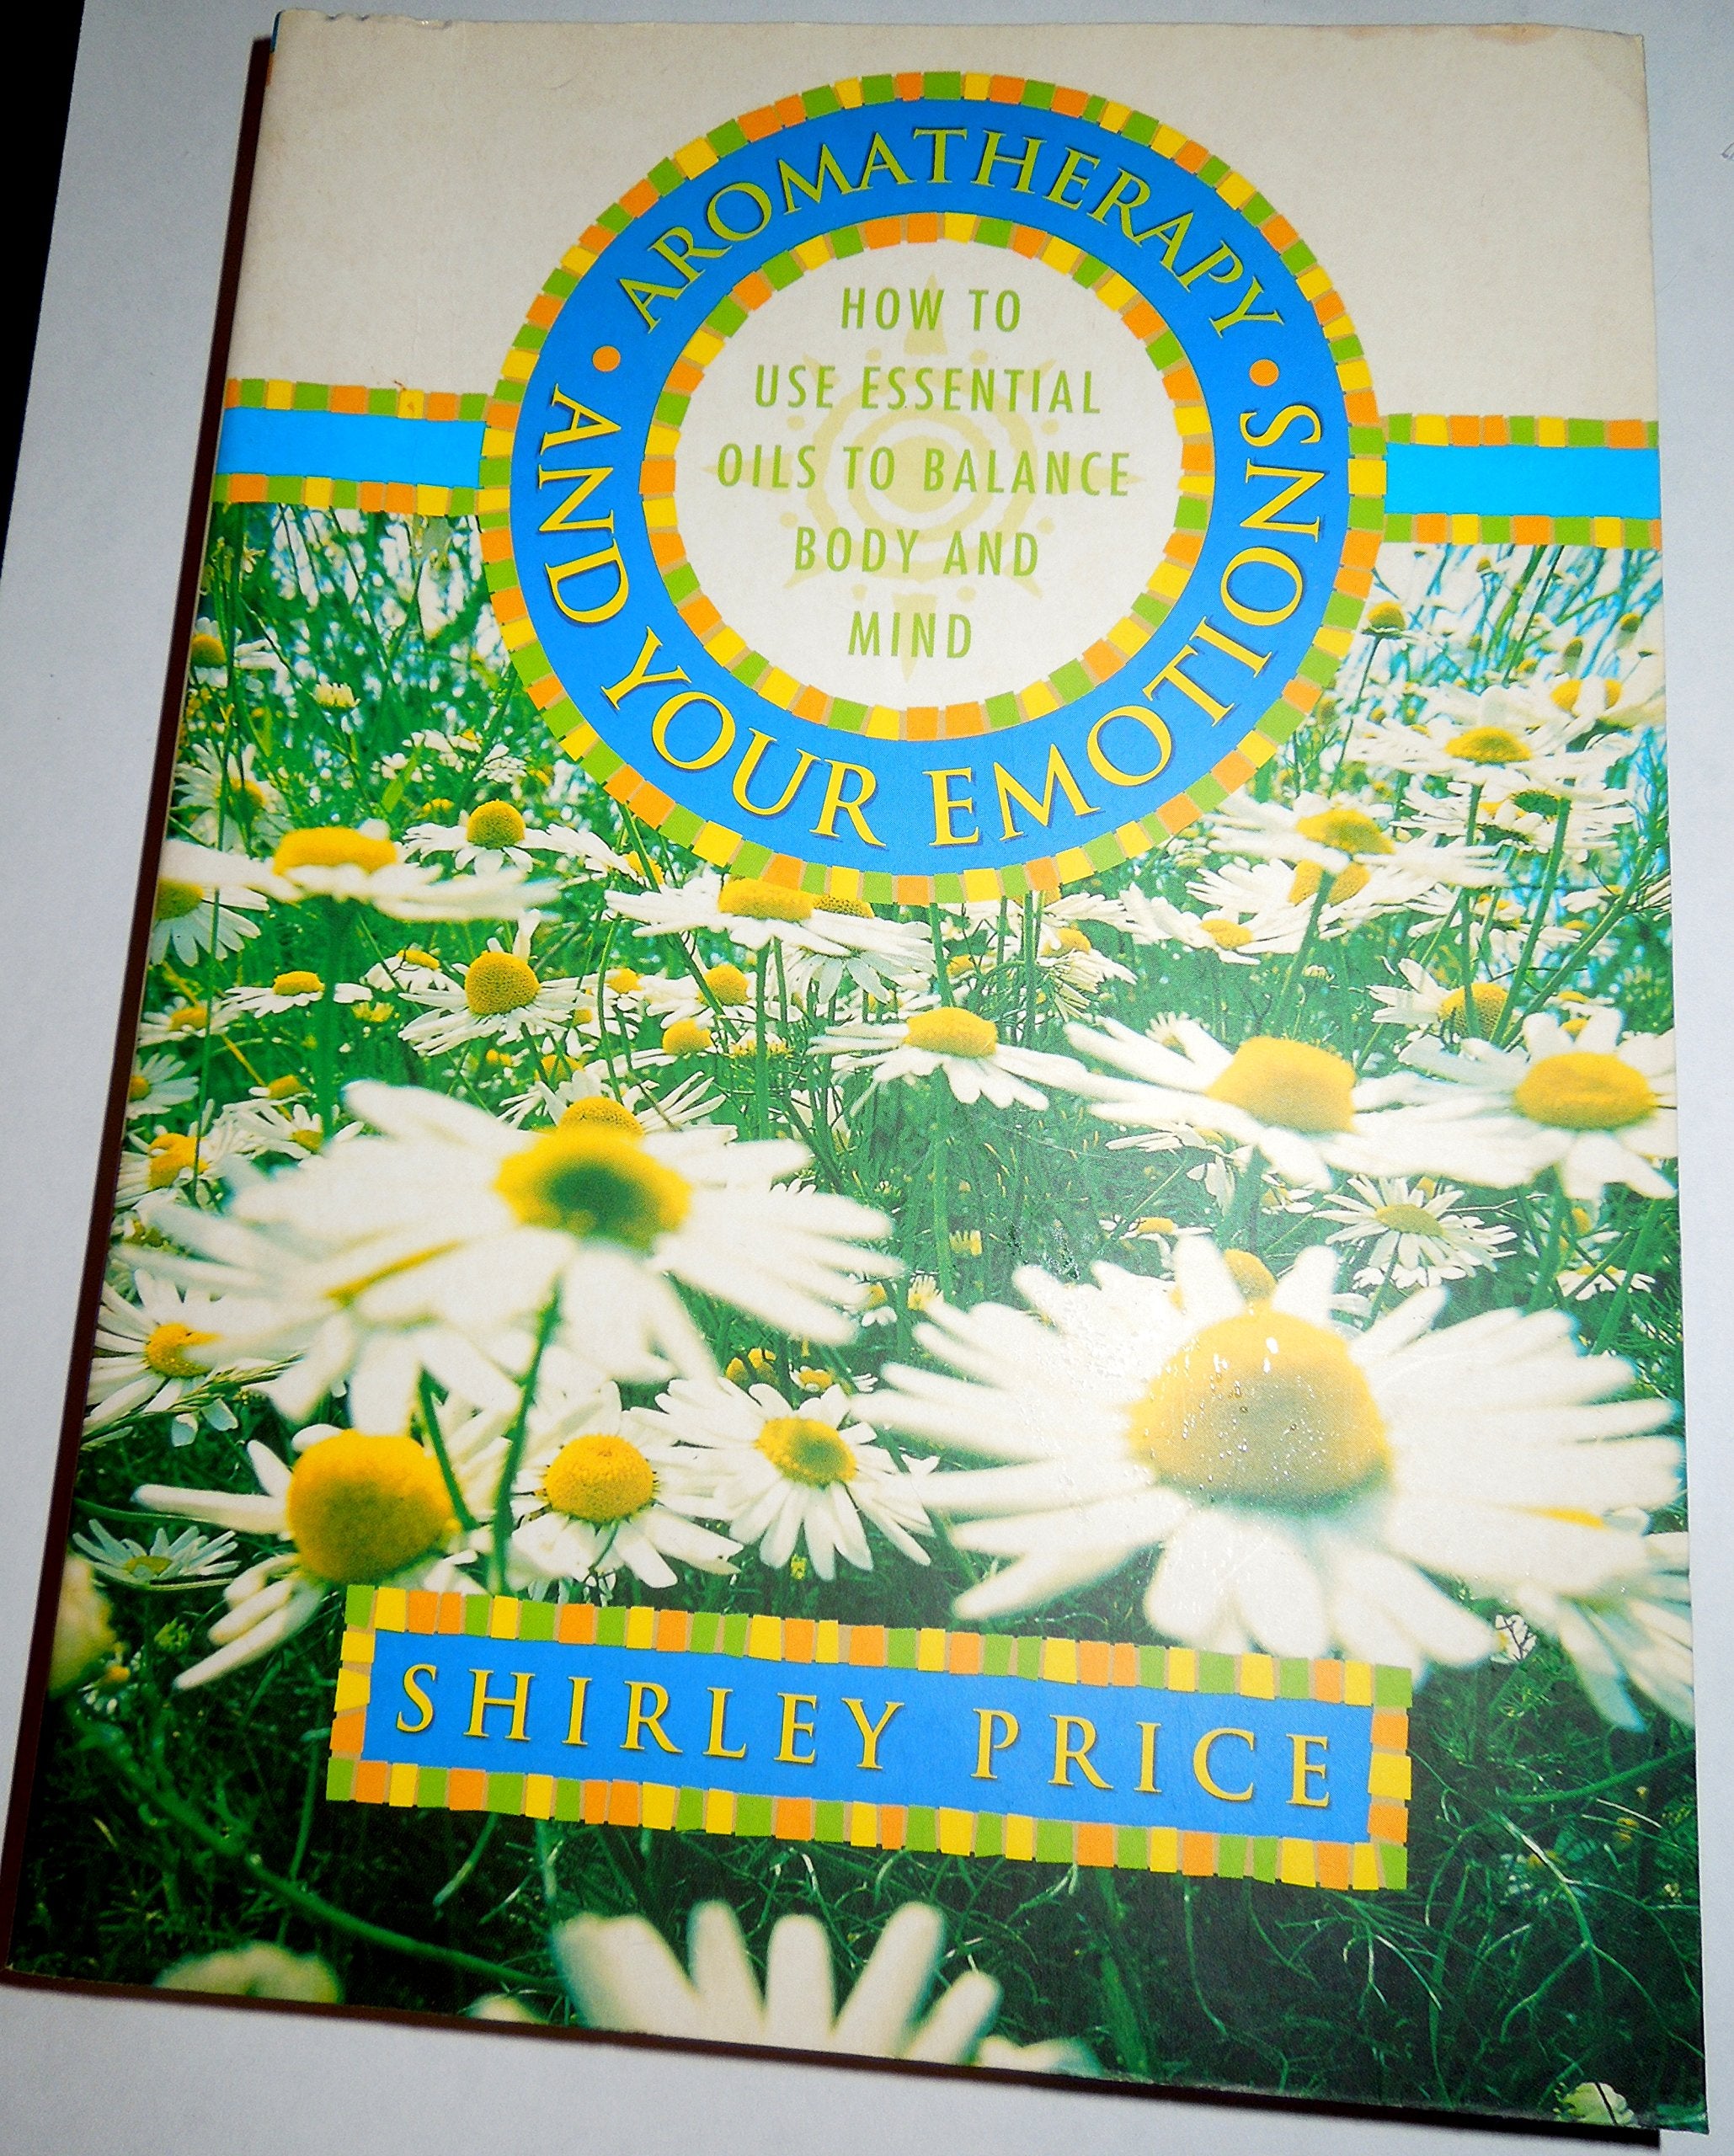 • AROMATHERAPY •
AND YOUR EMOTIONS
HOW TO
USE ESSENTIAL
OILS TO BALANCE
BODY AND
MIND
SHIRLEY PRICE